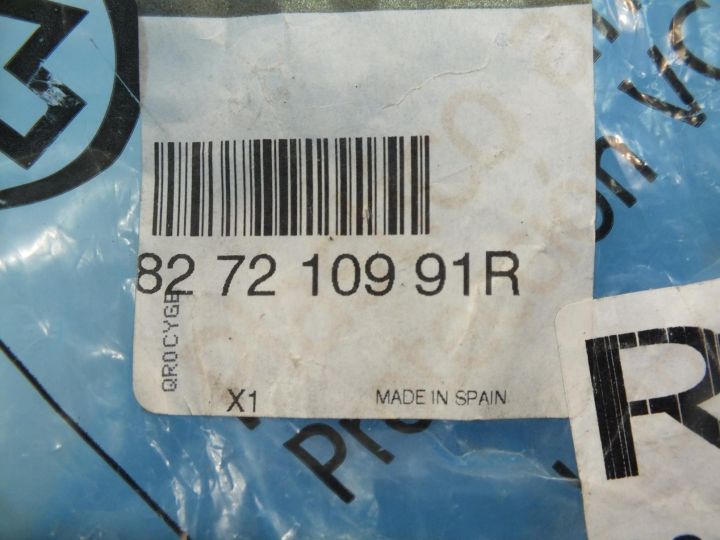 82 72 109 91R
QR0CYGE
X1
MADE IN SPAIN
R